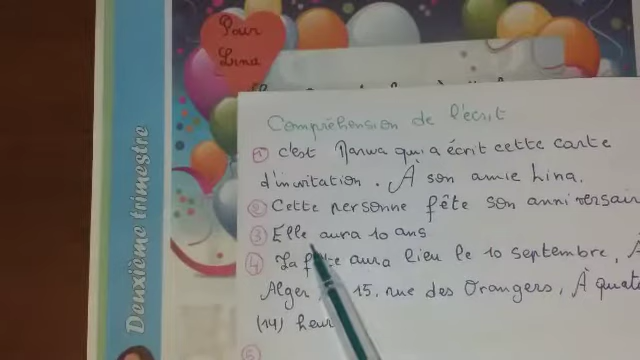 Pour
Lina
Deuxième trimestre
Compréhension de l'écrit
① c'est Marwa qui a écrit cette carte
d'invitation. À son amie Lina.
② Cette personne fête son anniversair
③ Elle aura 10 ans
④ La fête aura lieu le 10 septembre, À
Alger, 15, rue des Orangers, À quat
(14) heur
⑤